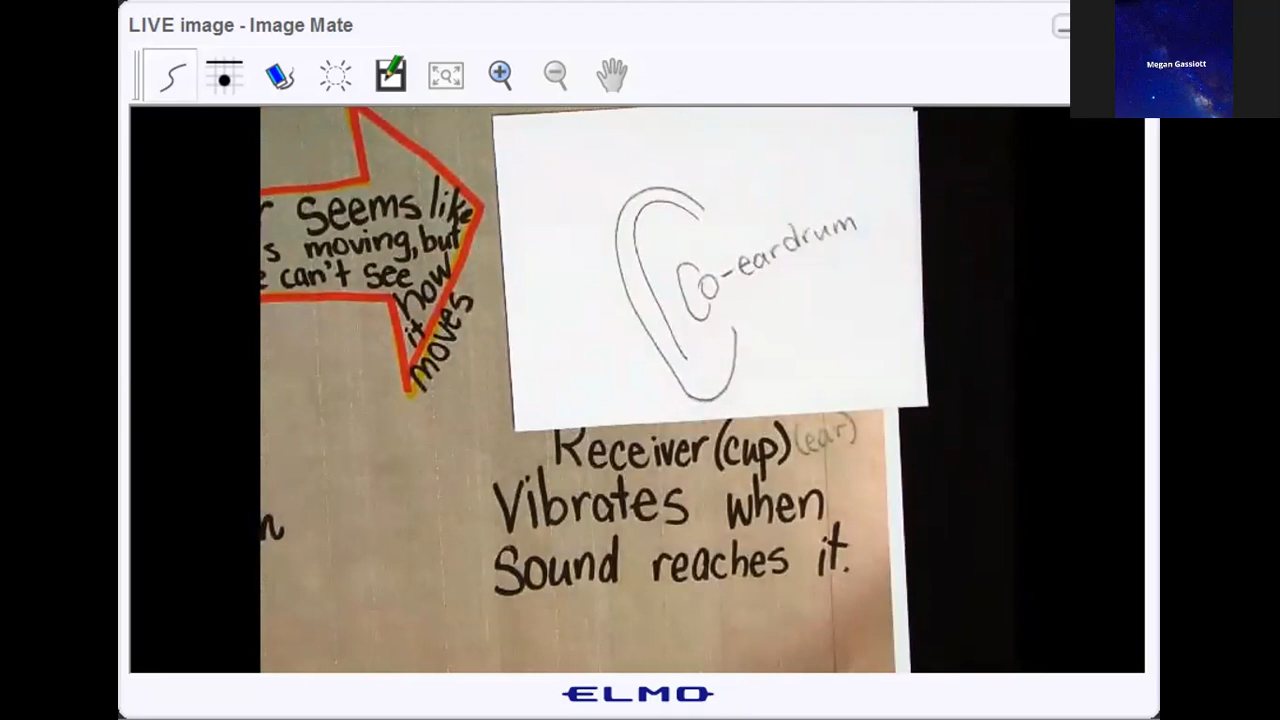 LIVE image - Image Mate
Megan Gassiott
seems like
s moving, but
can't see
how
it
moves
eardrum
Receiver (cup) (ear)
Vibrates when
Sound reaches it.
ELMO